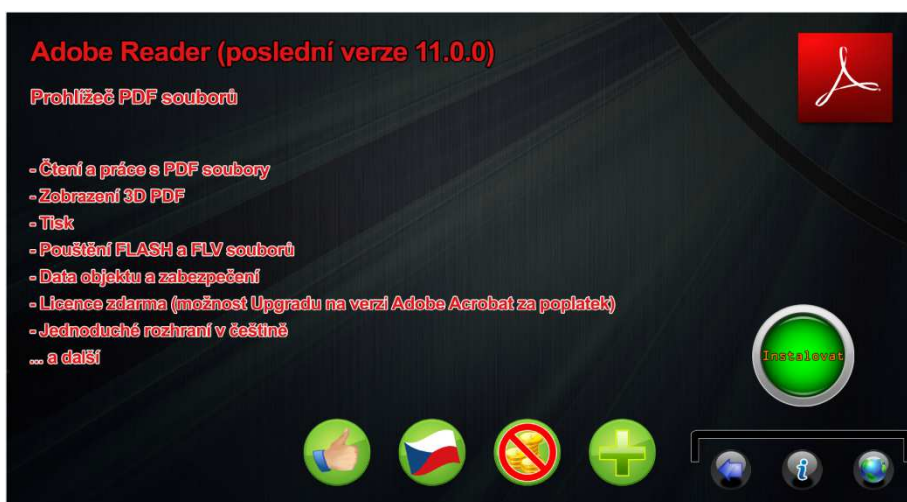 Adobe Reader (poslední verze 11.0.0)
Prohlížeč PDF souborů
- Čtení a práce s PDF soubory
- Zobrazení 3D PDF
- Tisk
- Pouštění FLASH a FLV souborů
- Data objektu a zabezpečení
- Licence zdarma (možnost Upgradu na verzi Adobe Acrobat za poplatek)
- Jednoduché rozhraní v češtině
... a další
Instalovat